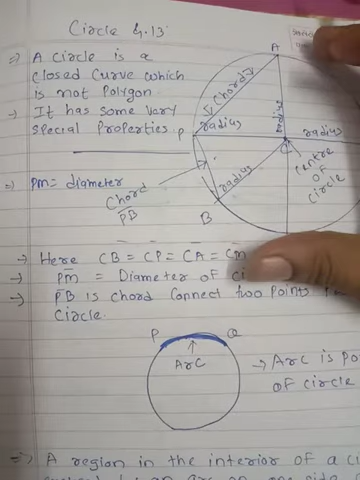 Circle 4.13
⇒ A circle is a
closed curve which
is not Polygon.
→ It has some very
special Properties.
⇒ PM = diameter
A
Chord
radius
radius
P
radius
C
radius
Centre
OF
Circle
Chord
PB
B
→ Here CB = CP = CA = CM
→ PM = Diameter OF
→ PB is chord Connect two Points
Circle.
P
Q
Arc
→ Arc is
OF circle
⇒ A region in the interior of a